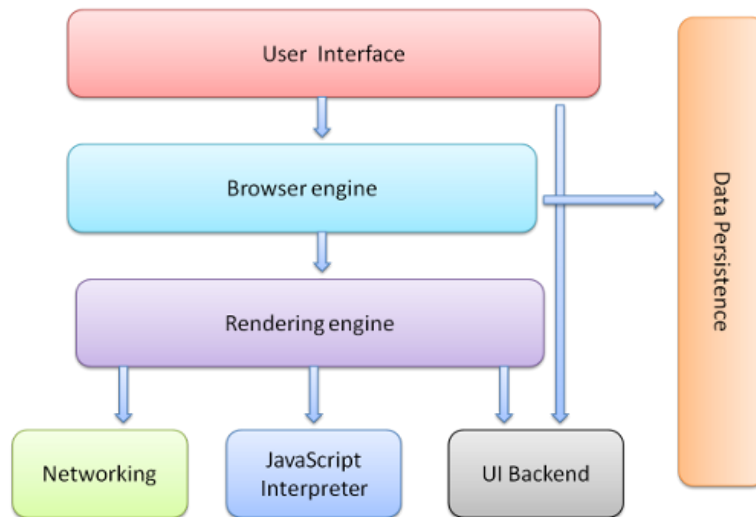 User Interface
Browser engine
Data Persistence
Rendering engine
Networking
JavaScript
Interpreter
UI Backend